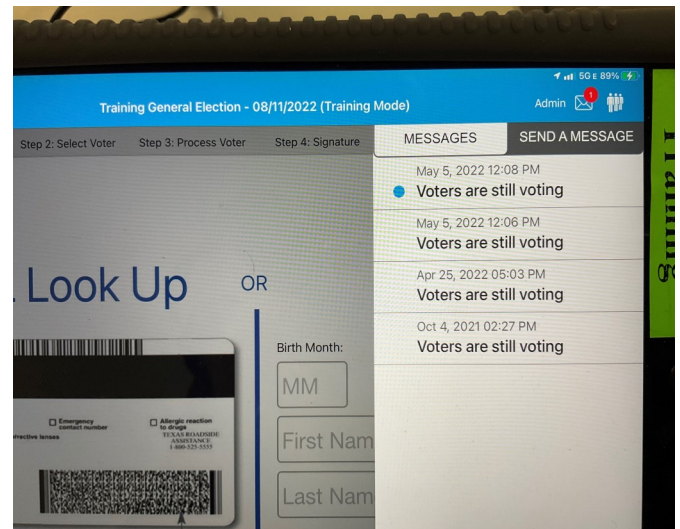 5G E 89%
Training General Election - 08/11/2022 (Training Mode)
Admin
1
Step 2: Select Voter
Step 3: Process Voter
Step 4: Signature
MESSAGES
SEND A MESSAGE
May 5, 2022 12:08 PM
Voters are still voting
May 5, 2022 12:06 PM
Voters are still voting
Apr 25, 2022 05:03 PM
Voters are still voting
Oct 4, 2021 02:27 PM
Voters are still voting
Look Up
OR
Birth Month:
MM
First Nam
Last Nam
Emergency
contact number
Allergic reaction
to drugs
TEXAS ROADSIDE
ASSISTANCE
1-800-525-5555
rrective lenses
Training